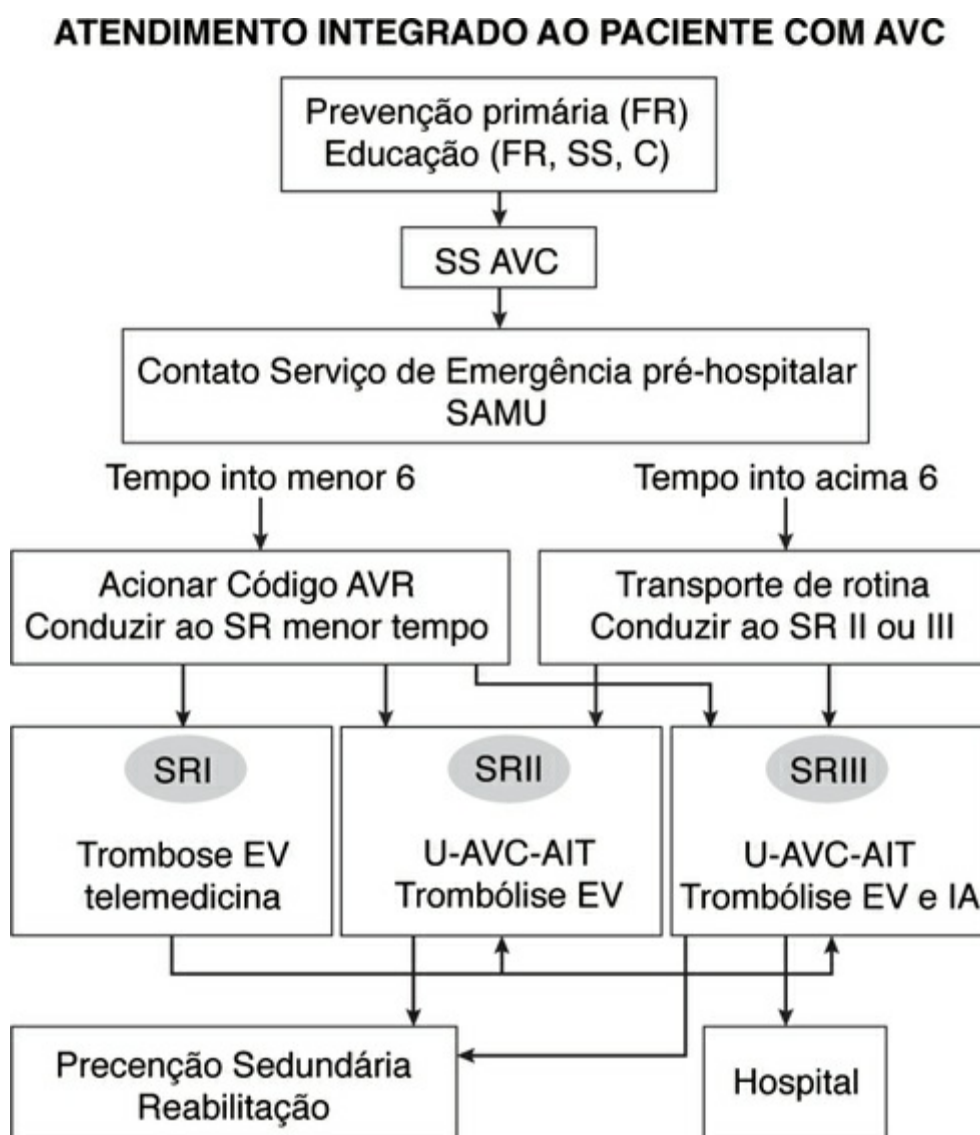 ATENDIMENTO INTEGRADO AO PACIENTE COM AVC
Prevenção primária (FR)
Educação (FR, SS, C)
SS AVC
Contato Serviço de Emergência pré-hospitalar
SAMU
Tempo into menor 6
Tempo into acima 6
Acionar Código AVR
Conduzir ao SR menor tempo
Transporte de rotina
Conduzir ao SR II ou III
SRI
Trombose EV
telemedicina
SRII
U-AVC-AIT
Trombólise EV
SRIII
U-AVC-AIT
Trombólise EV e IA
Precenção Sedundária
Reabilitação
Hospital